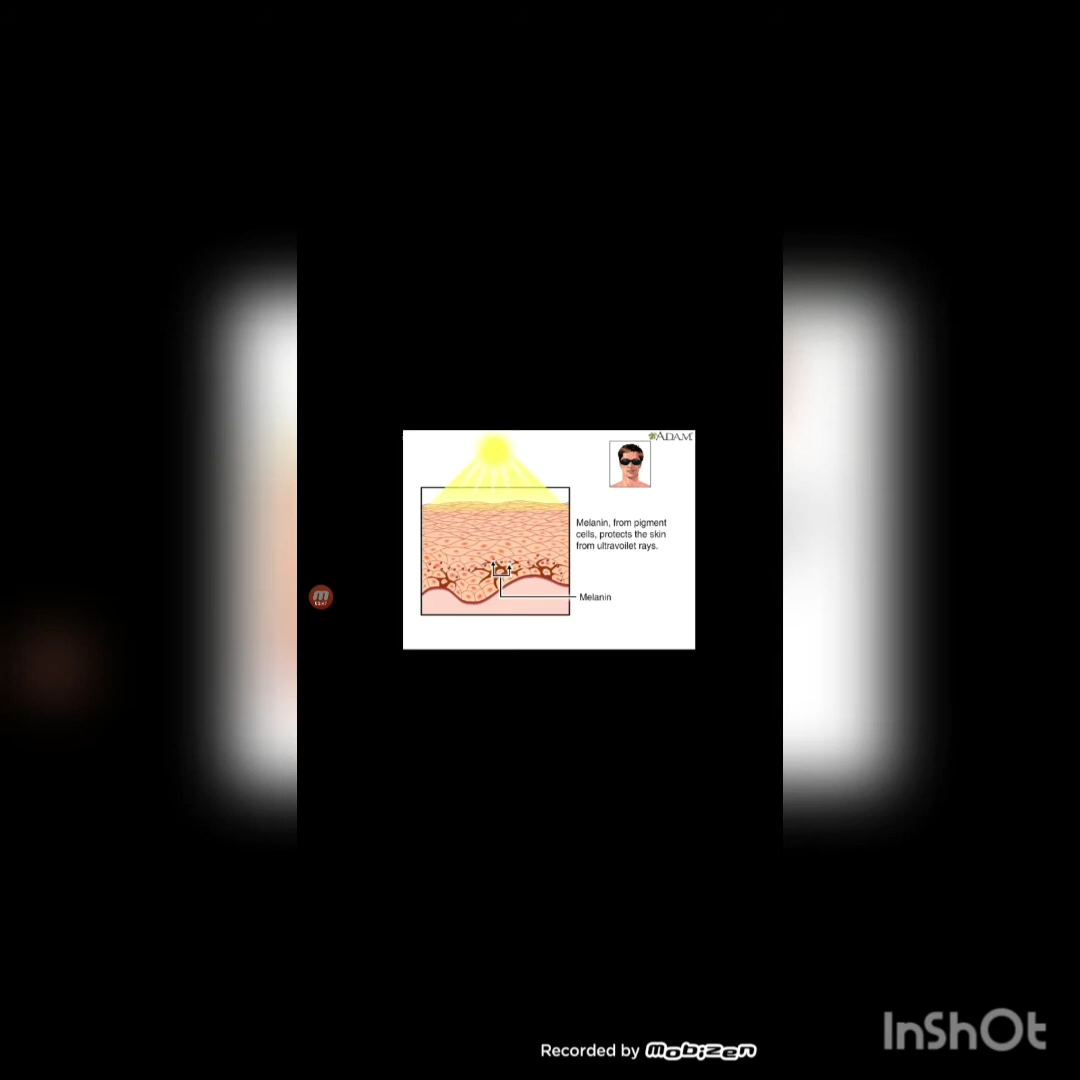 ADAM
Melanin, from pigment
cells, protects the skin
from ultravoilet rays.
Melanin
InShOt
Recorded by Mobizen